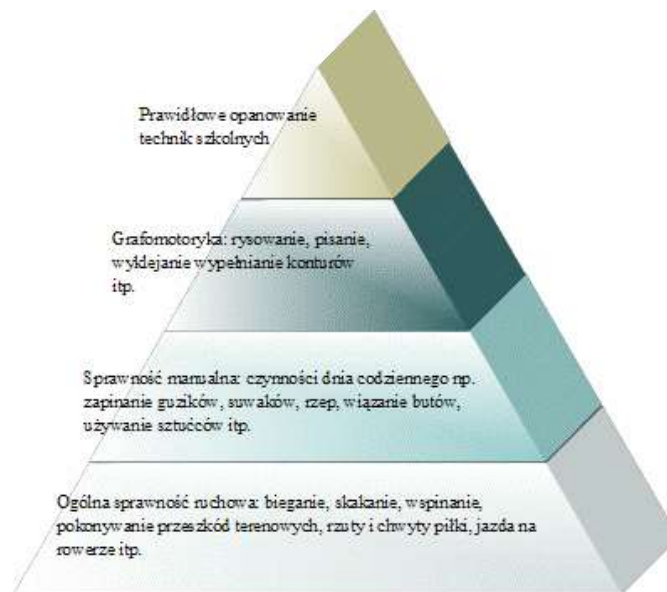 Prawidłowe opanowanie
technik szkolnych
Grafomotoryka: rysowanie, pisanie,
wyklejanie wypełnianie konturów
itp.
Sprawność manualna: czynności dnia codziennego np.
zapinanie guzików, suwaków, rzep, wiązanie butów,
używanie sztućców itp.
Ogólna sprawność ruchowa: bieganie, skakanie, wspinanie,
pokonywanie przeszkód terenowych, rzuty i chwyty piłki, jazda na
rowerze itp.